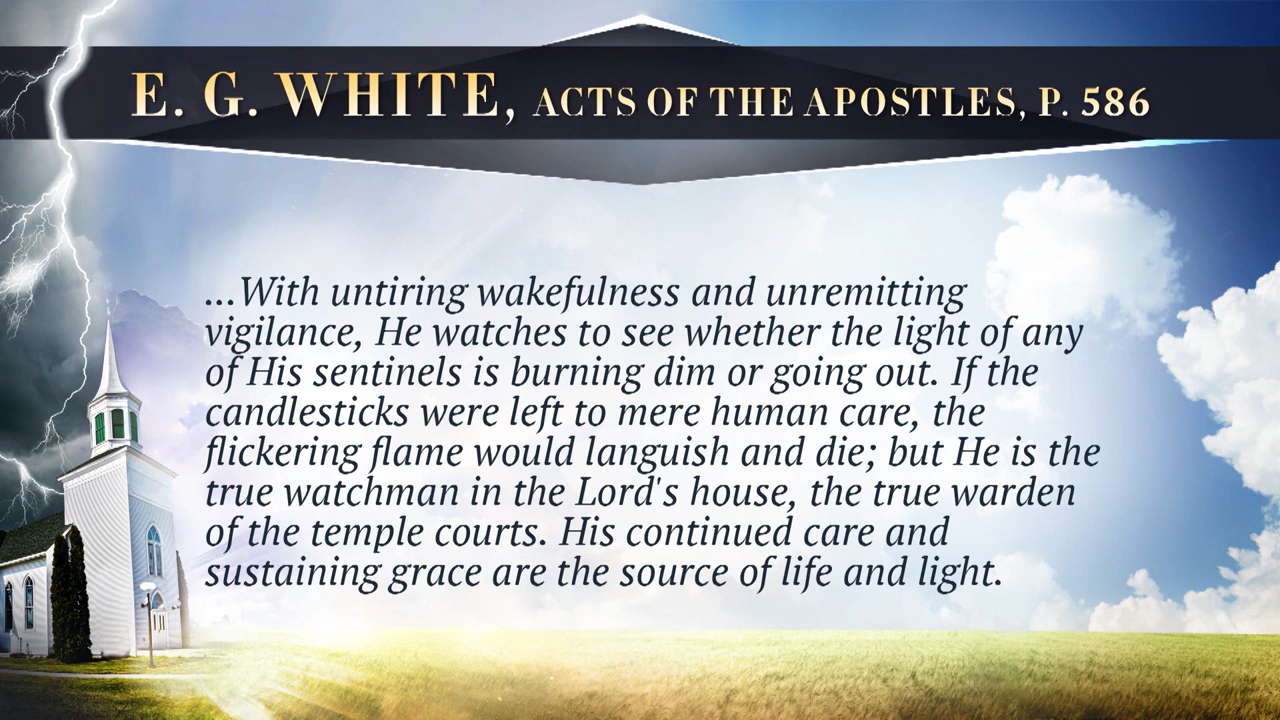 E. G. WHITE, ACTS OF THE APOSTLES, P. 586
...With untiring wakefulness and unremitting
vigilance, He watches to see whether the light of any
of His sentinels is burning dim or going out. If the
candlesticks were left to mere human care, the
flickering flame would languish and die; but He is the
true watchman in the Lord's house, the true warden
of the temple courts. His continued care and
sustaining grace are the source of life and light.